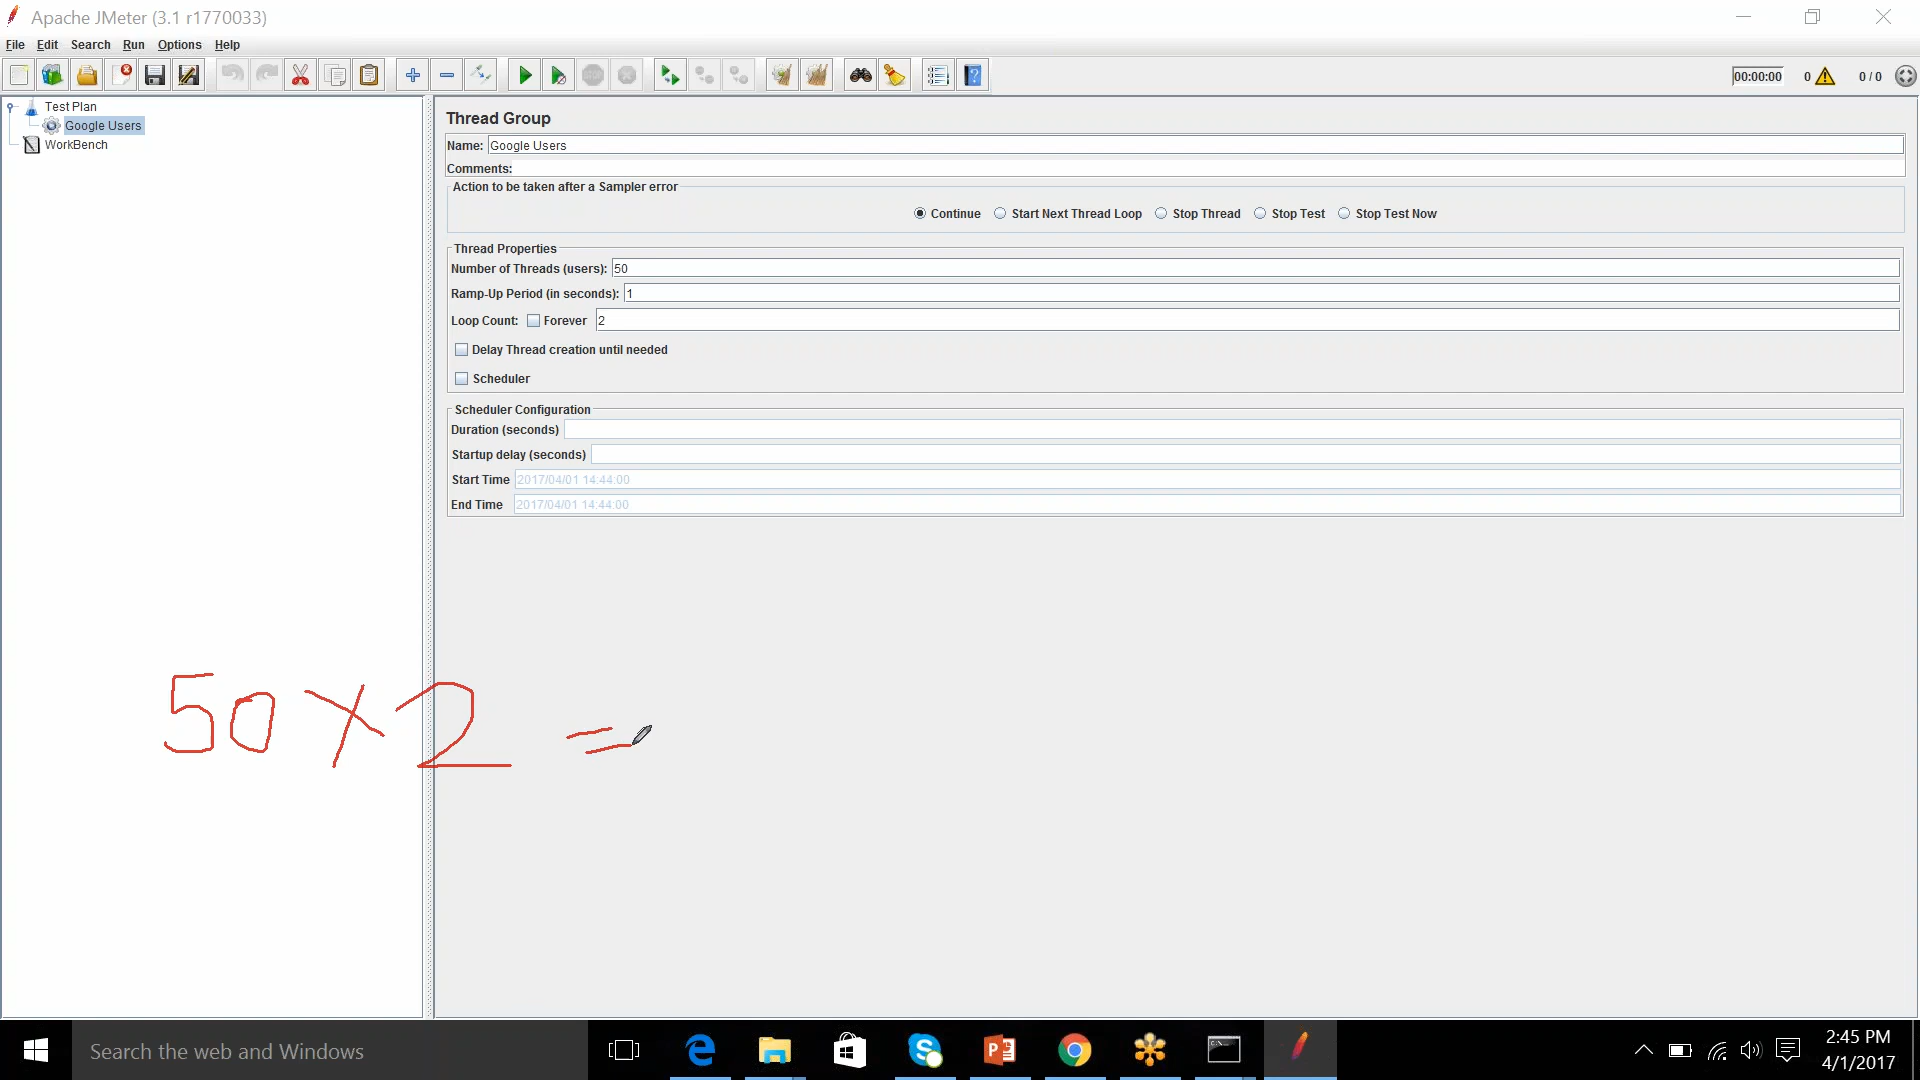 Apache JMeter (3.1 r1770033)
File Edit Search Run Options Help
00:00:00 0 0 / 0
Test Plan
Google Users
WorkBench
Thread Group
Name: Google Users
Comments:
Action to be taken after a Sampler error
Continue Start Next Thread Loop Stop Thread Stop Test Stop Test Now
Thread Properties
Number of Threads (users): 50
Ramp-Up Period (in seconds): 1
Loop Count: Forever 2
Delay Thread creation until needed
Scheduler
Scheduler Configuration
Duration (seconds)
Startup delay (seconds)
Start Time 2017/04/01 14:44:00
End Time 2017/04/01 14:44:00
50 X 2 =
Search the web and Windows
2:45 PM
4/1/2017